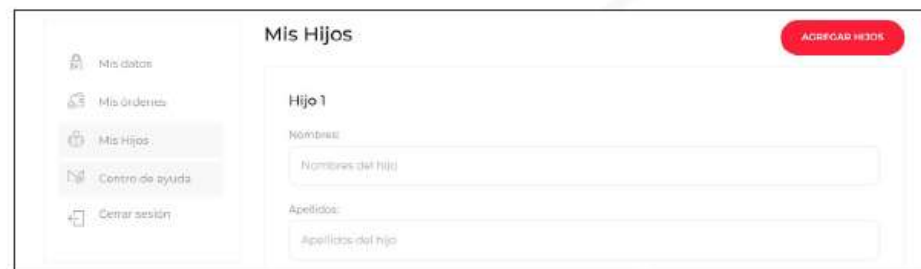 Mis Hijos
AGREGAR HIJOS
Mis datos
Mis órdenes
Mis Hijos
Centro de ayuda
Cerrar sesión
Hijo 1
Nombres:
Nombres del hijo
Apellidos:
Apellidos del hijo